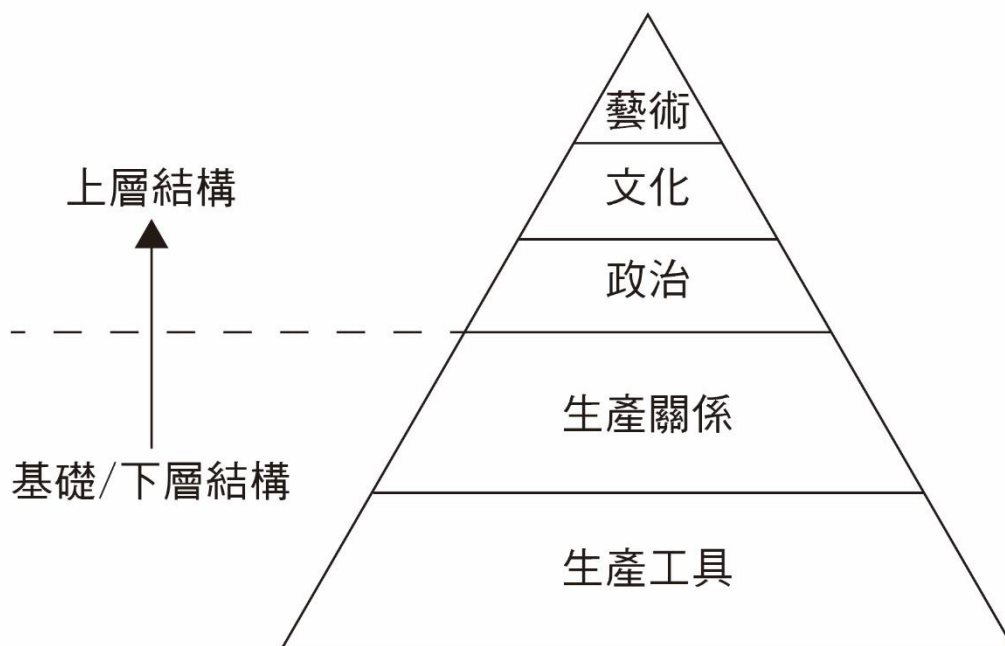 藝術
文化
政治
生產關係
生產工具
上層結構
基礎/下層結構